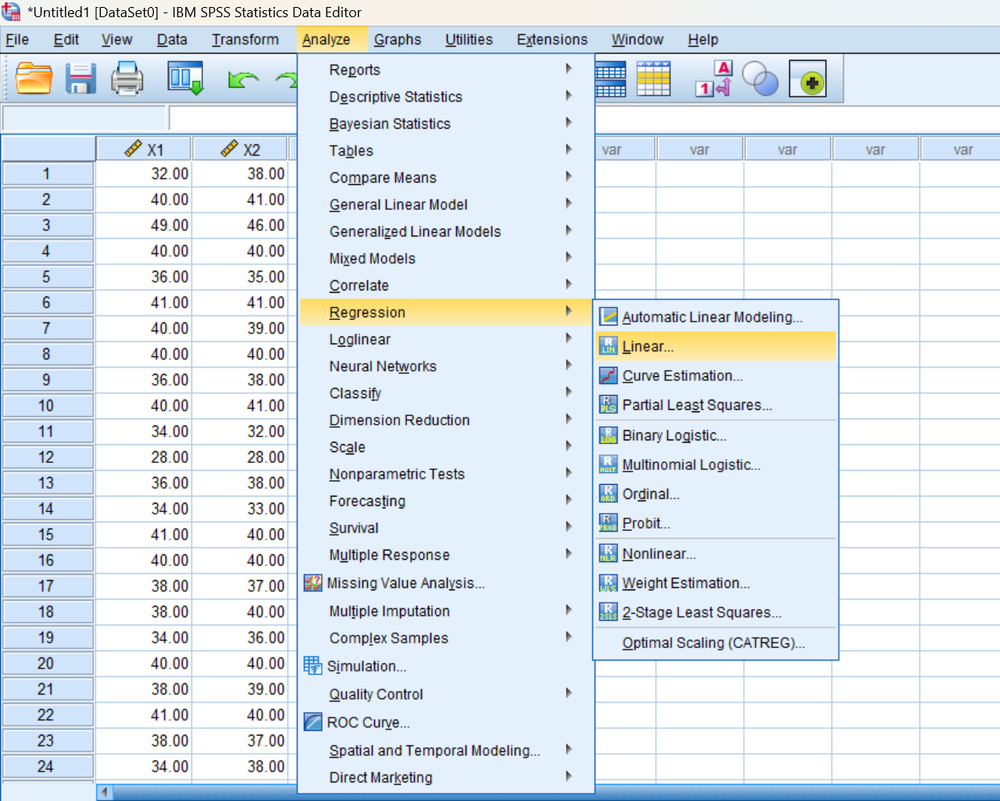 *Untitled1 [DataSet0] - IBM SPSS Statistics Data Editor
File Edit View Data Transform Analyze Graphs Utilities Extensions Window Help
X1 X2 var var var var var
1 32.00 38.00
2 40.00 41.00
3 49.00 46.00
4 40.00 40.00
5 36.00 35.00
6 41.00 41.00
7 40.00 39.00
8 40.00 40.00
9 36.00 38.00
10 40.00 41.00
11 34.00 32.00
12 28.00 28.00
13 36.00 38.00
14 34.00 33.00
15 41.00 40.00
16 40.00 40.00
17 38.00 37.00
18 38.00 40.00
19 34.00 36.00
20 40.00 40.00
21 38.00 39.00
22 41.00 40.00
23 38.00 37.00
24 34.00 38.00
Reports
Descriptive Statistics
Bayesian Statistics
Tables
Compare Means
General Linear Model
Generalized Linear Models
Mixed Models
Correlate
Regression
Loglinear
Neural Networks
Classify
Dimension Reduction
Scale
Nonparametric Tests
Forecasting
Survival
Multiple Response
Missing Value Analysis...
Multiple Imputation
Complex Samples
Simulation...
Quality Control
ROC Curve...
Spatial and Temporal Modeling...
Direct Marketing
Automatic Linear Modeling...
Linear...
Curve Estimation...
Partial Least Squares...
Binary Logistic...
Multinomial Logistic...
Ordinal...
Probit...
Nonlinear...
Weight Estimation...
2-Stage Least Squares...
Optimal Scaling (CATREG)...